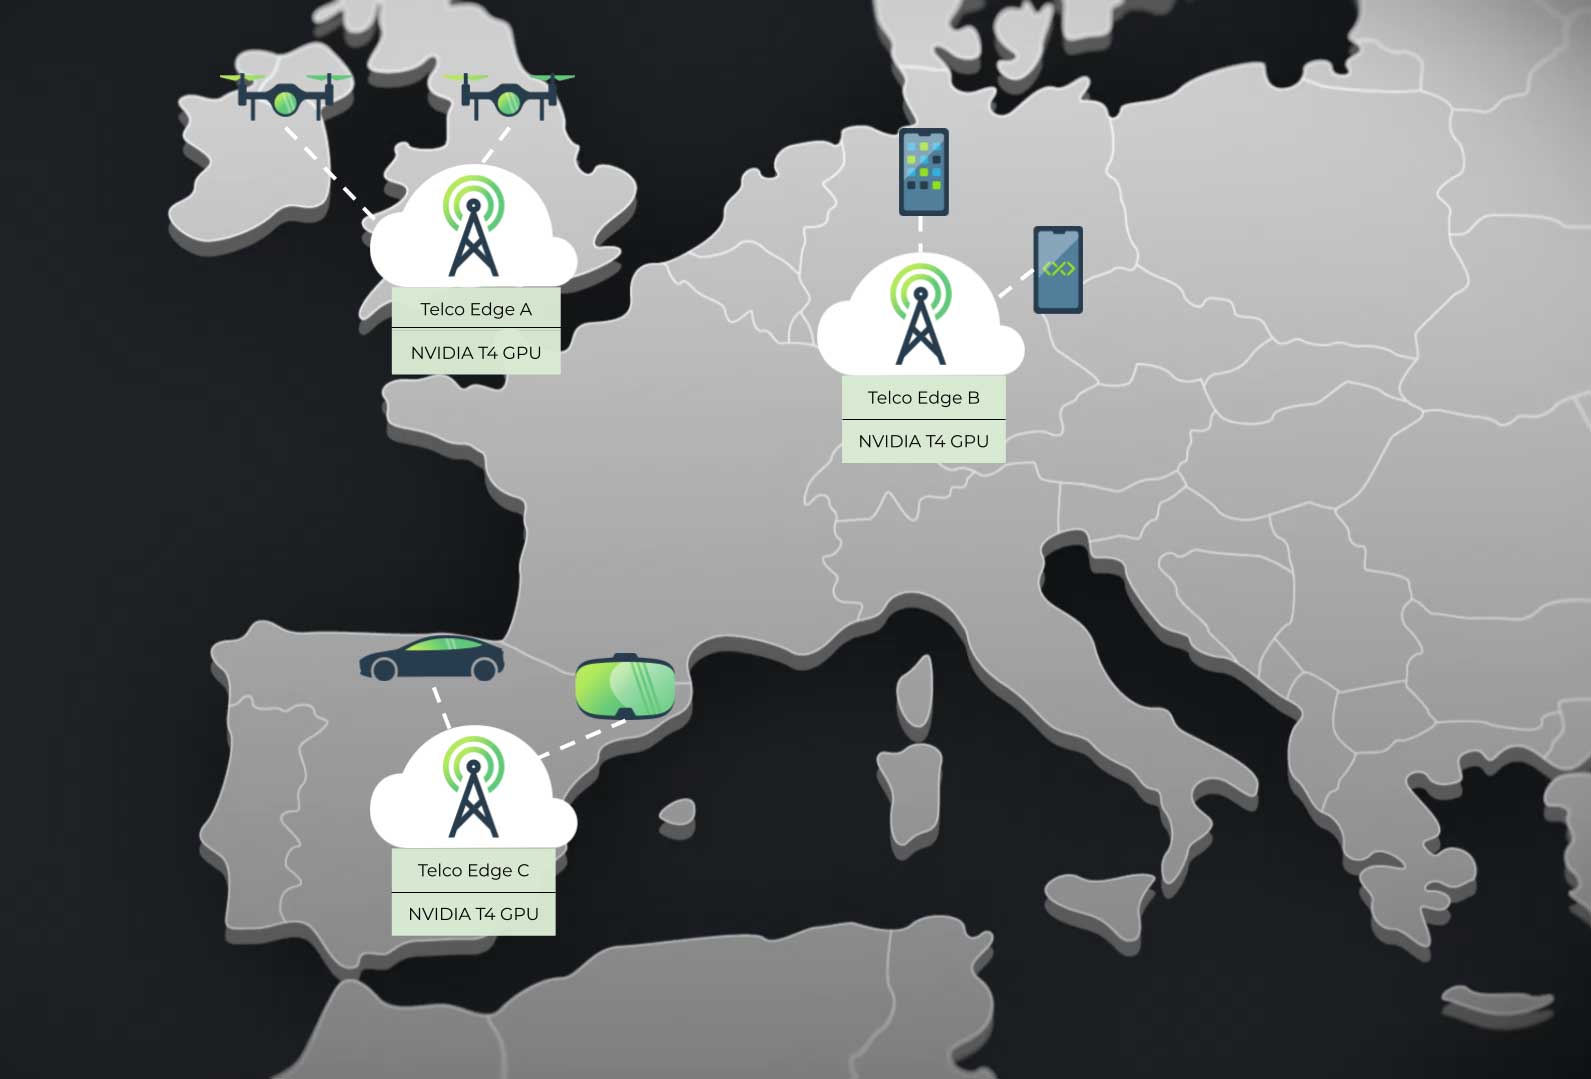 Telco Edge A
NVIDIA T4 GPU
Telco Edge B
NVIDIA T4 GPU
Telco Edge C
NVIDIA T4 GPU